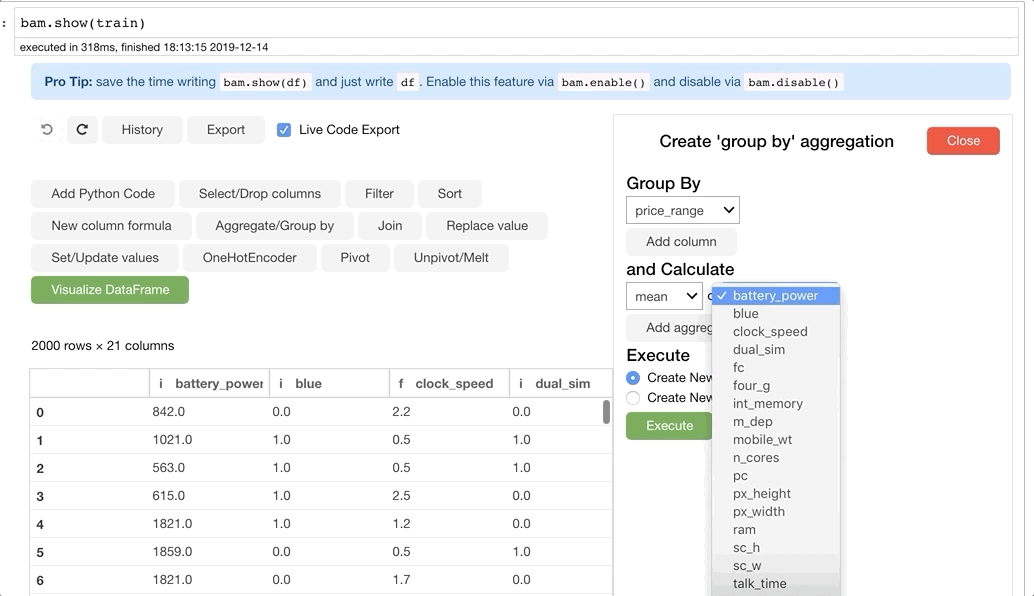 : bam.show(train)
executed in 318ms, finished 18:13:15 2019-12-14
Pro Tip: save the time writing bam.show(df) and just write df . Enable this feature via bam.enable() and disable via bam.disable()
History Export Live Code Export
Create 'group by' aggregation Close
Add Python Code Select/Drop columns Filter Sort
New column formula Aggregate/Group by Join Replace value
Set/Update values OneHotEncoder Pivot Unpivot/Melt
Visualize DataFrame
2000 rows × 21 columns
i battery_power i blue f clock_speed i dual_sim
0 842.0 0.0 2.2 0.0
1 1021.0 1.0 0.5 1.0
2 563.0 1.0 0.5 1.0
3 615.0 1.0 2.5 0.0
4 1821.0 1.0 1.2 0.0
5 1859.0 0.0 0.5 1.0
6 1821.0 0.0 1.7 0.0
Group By
price_range
Add column
and Calculate
mean
Add aggreg
Execute
Create New
Create New
Execute
battery_power
blue
clock_speed
dual_sim
fc
four_g
int_memory
m_dep
mobile_wt
n_cores
pc
px_height
px_width
ram
sc_h
sc_w
talk_time